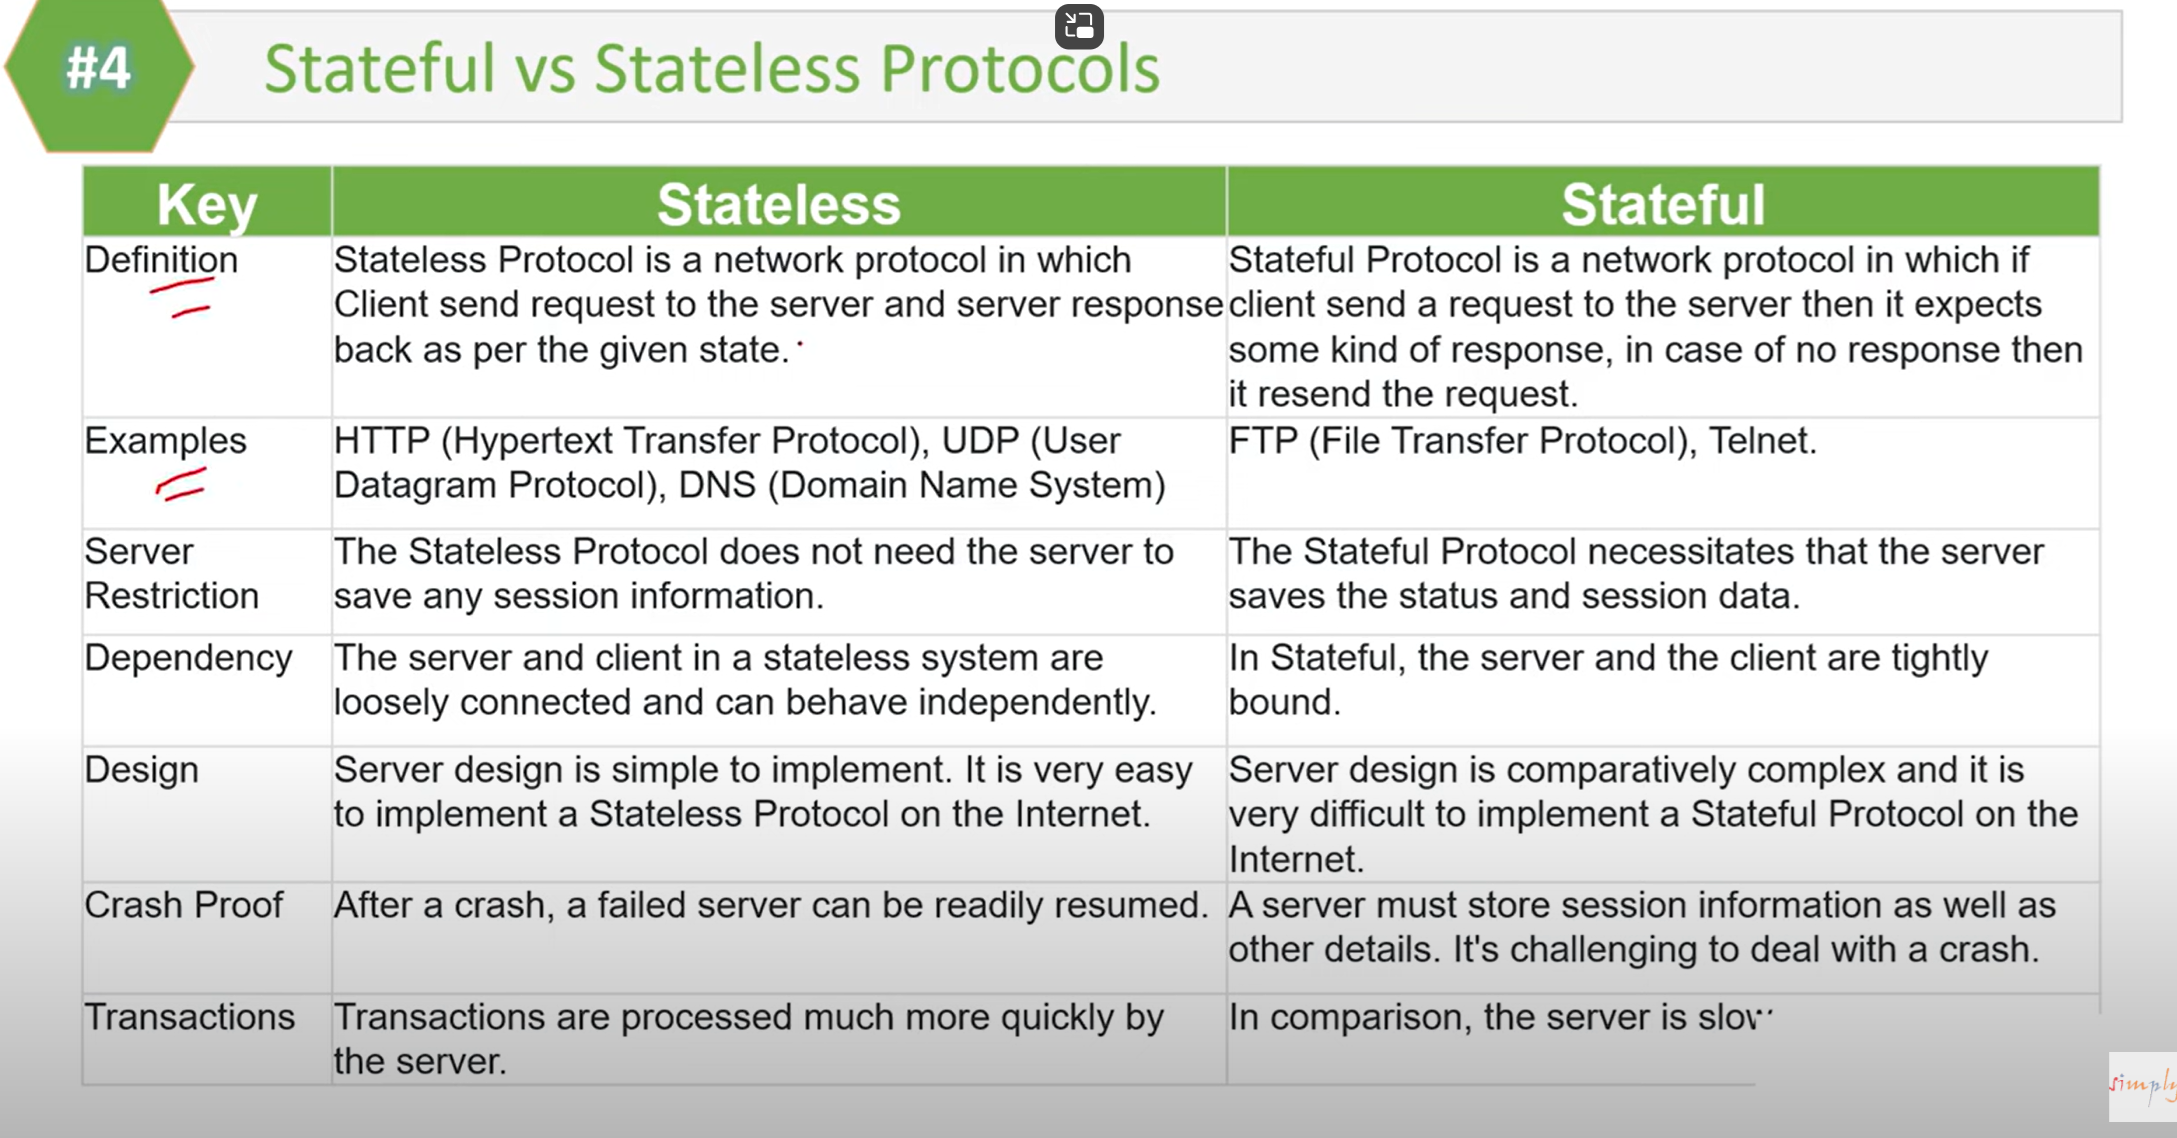 #4
Stateful vs Stateless Protocols
Key
Stateless
Stateful
Definition
Stateless Protocol is a network protocol in which
Client send request to the server and server response
back as per the given state.
Stateful Protocol is a network protocol in which if
client send a request to the server then it expects
some kind of response, in case of no response then
it resend the request.
Examples
HTTP (Hypertext Transfer Protocol), UDP (User
Datagram Protocol), DNS (Domain Name System)
FTP (File Transfer Protocol), Telnet.
Server
Restriction
The Stateless Protocol does not need the server to
save any session information.
The Stateful Protocol necessitates that the server
saves the status and session data.
Dependency
The server and client in a stateless system are
loosely connected and can behave independently.
In Stateful, the server and the client are tightly
bound.
Design
Server design is simple to implement. It is very easy
to implement a Stateless Protocol on the Internet.
Server design is comparatively complex and it is
very difficult to implement a Stateful Protocol on the
Internet.
Crash Proof
After a crash, a failed server can be readily resumed.
A server must store session information as well as
other details. It's challenging to deal with a crash.
Transactions
Transactions are processed much more quickly by
the server.
In comparison, the server is
simply